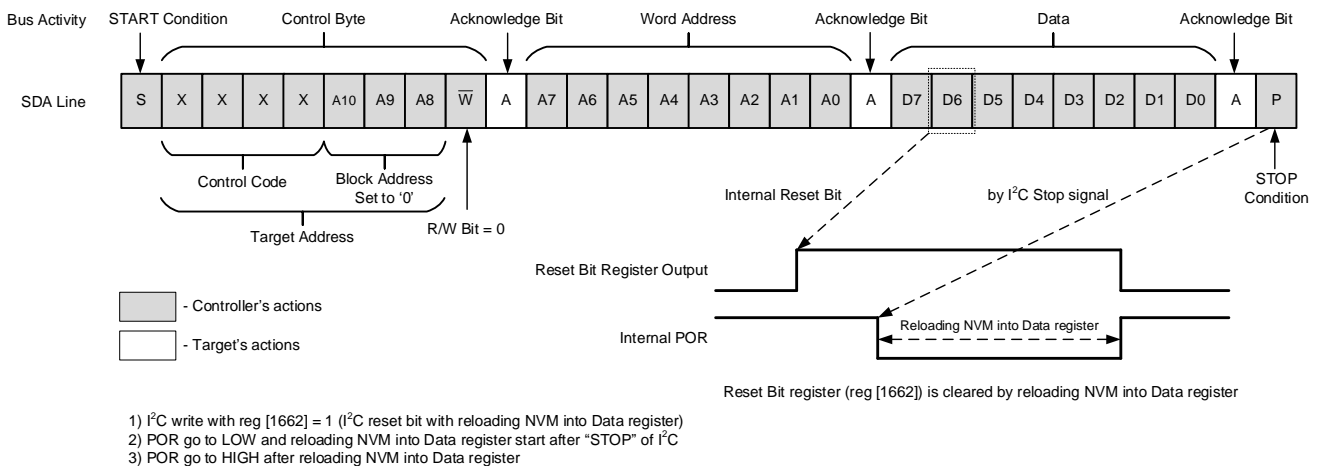 Bus Activity START Condition Control Byte Acknowledge Bit Word Address Acknowledge Bit Data Acknowledge Bit
SDA Line S X X X X A10 A9 A8 W̅ A A7 A6 A5 A4 A3 A2 A1 A0 A D7 D6 D5 D4 D3 D2 D1 D0 A P
Control Code Block Address
Set to '0'
Target Address
R/W Bit = 0
Internal Reset Bit
by I²C Stop signal
STOP
Condition
Reset Bit Register Output
- Controller's actions
- Target's actions
Internal POR
Reloading NVM into Data register
Reset Bit register (reg [1662]) is cleared by reloading NVM into Data register
1) I²C write with reg [1662] = 1 (I²C reset bit with reloading NVM into Data register)
2) POR go to LOW and reloading NVM into Data register start after “STOP” of I²C
3) POR go to HIGH after reloading NVM into Data register